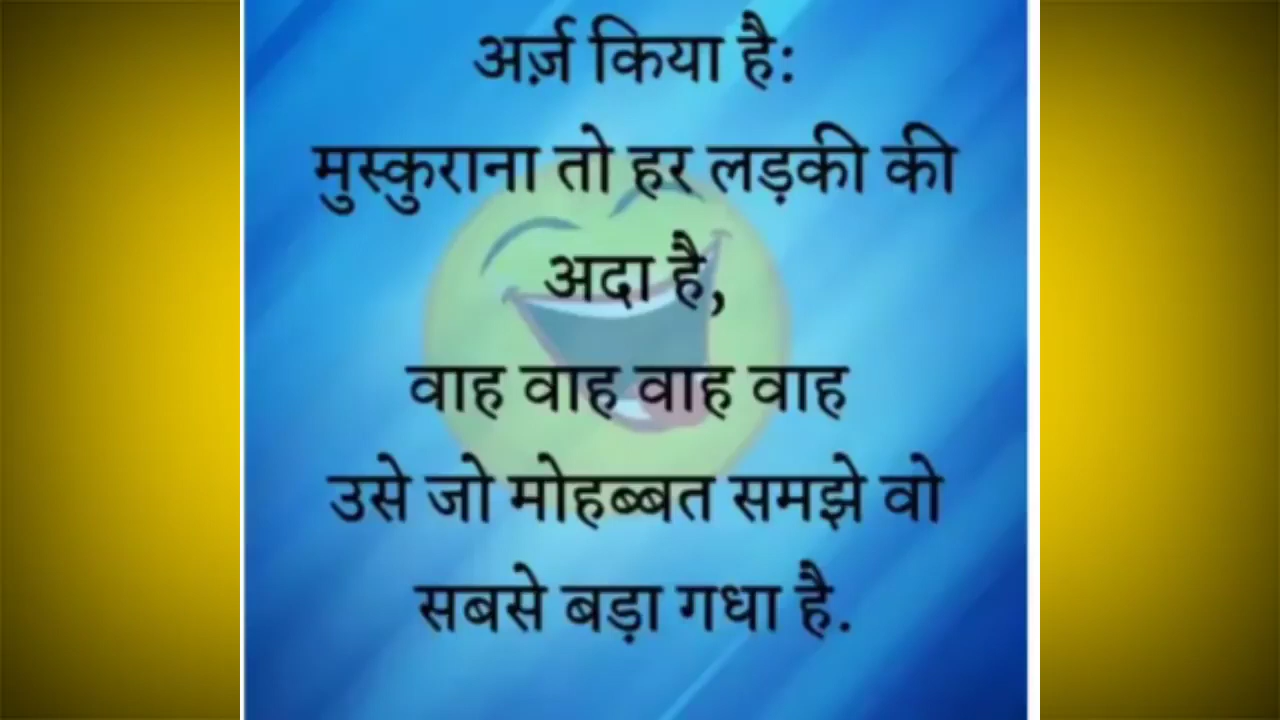 अर्ज़ किया है:
मुस्कुराना तो हर लड़की की
अदा है,
वाह वाह वाह वाह
उसे जो मोहब्बत समझे वो
सबसे बड़ा गधा है.